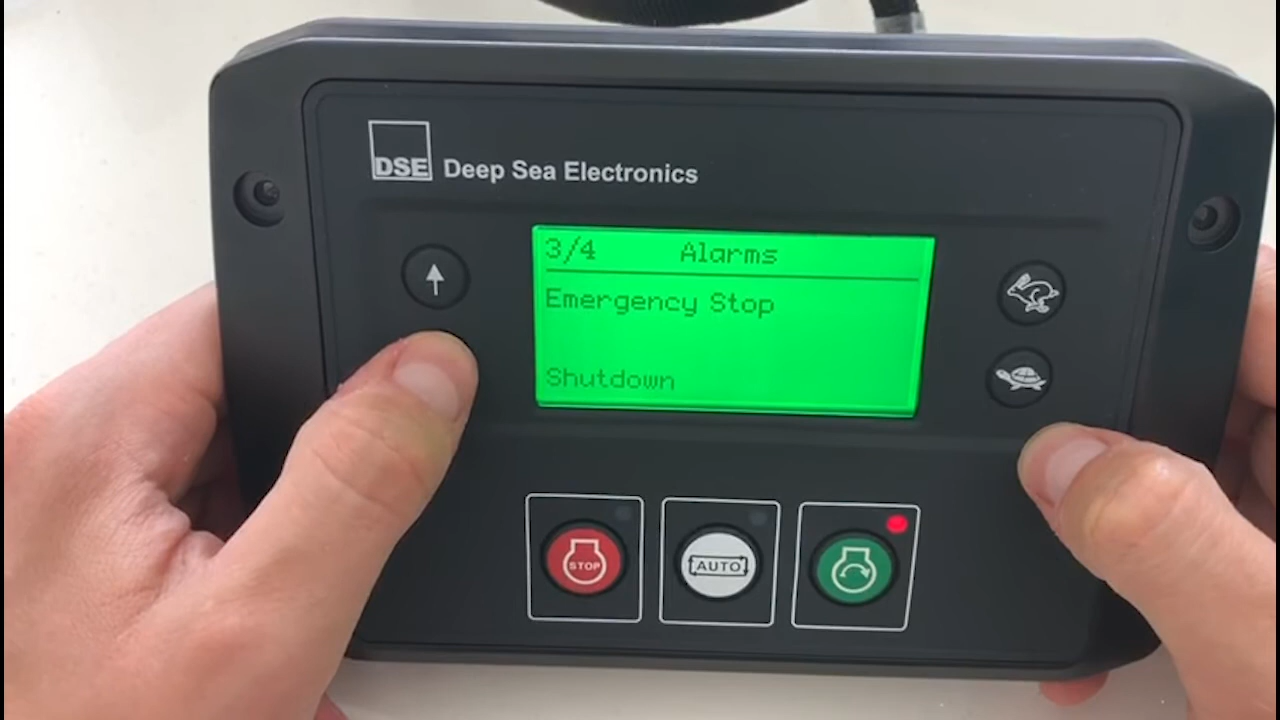 DSE Deep Sea Electronics
3/4 Alarms
Emergency Stop
Shutdown
STOP
AUTO